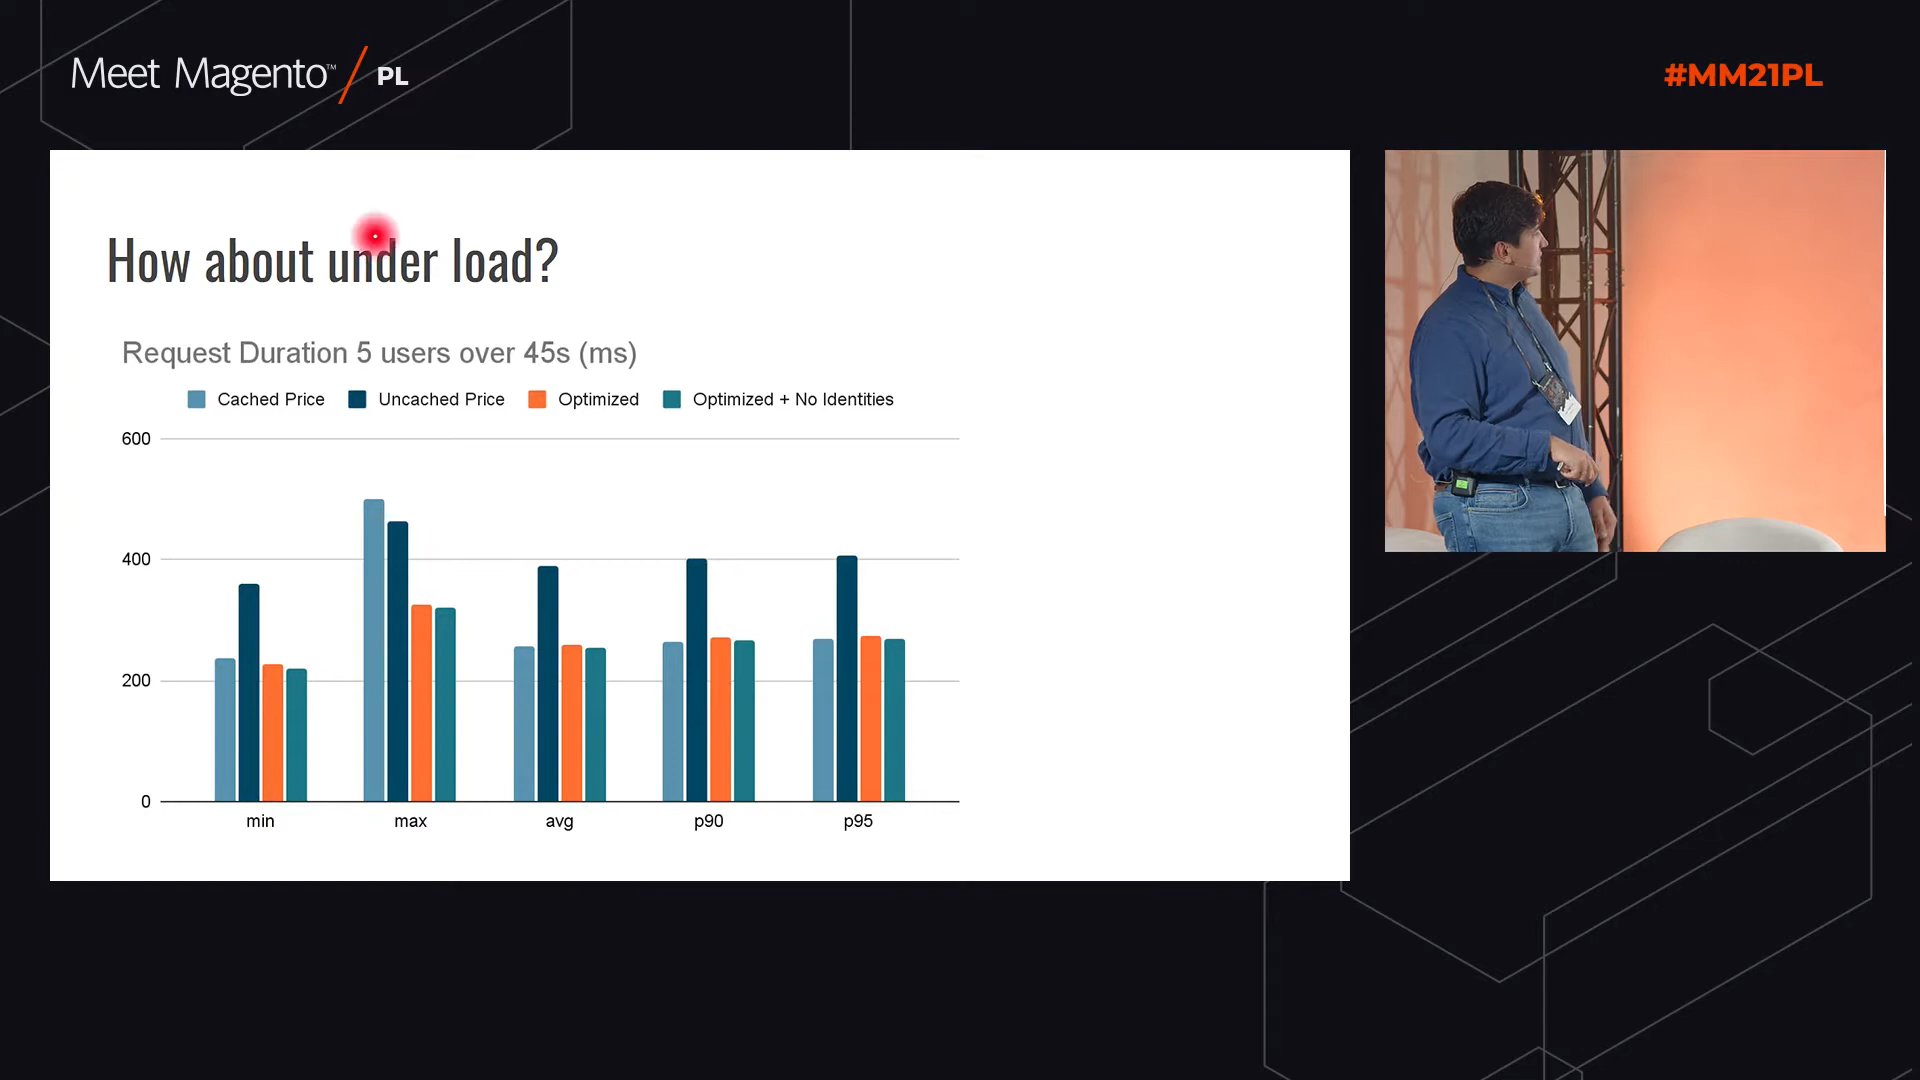 Meet Magento™ / PL
#MM21PL
How about under load?
Request Duration 5 users over 45s (ms)
Cached Price Uncached Price Optimized Optimized + No Identities
600
400
200
0
min max avg p90 p95